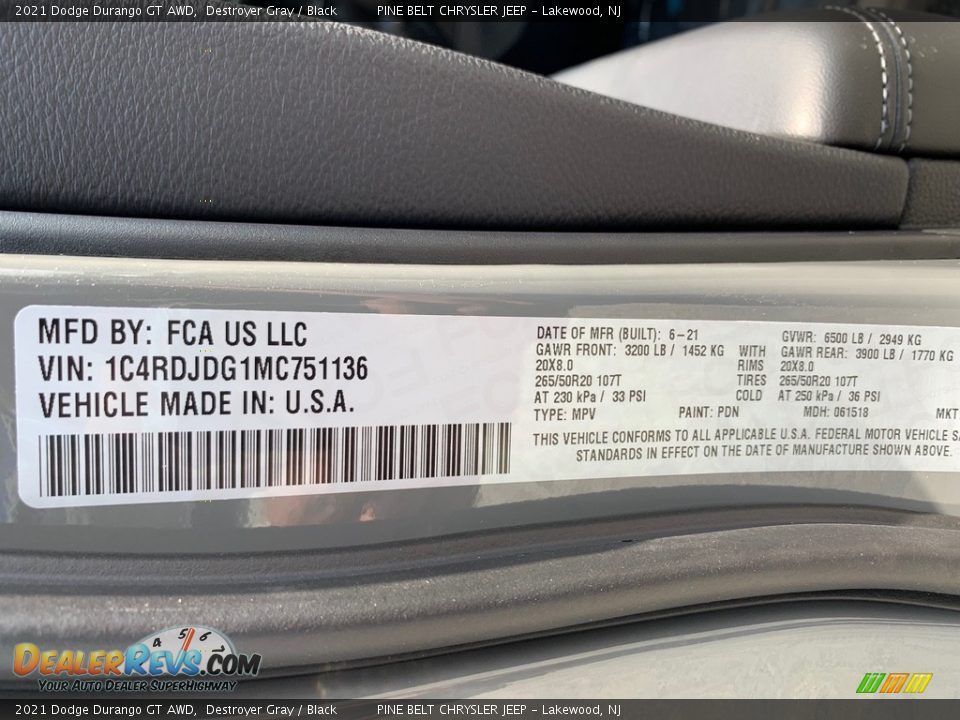 2021 Dodge Durango GT AWD, Destroyer Gray / Black PINE BELT CHRYSLER JEEP - Lakewood, NJ
MFD BY: FCA US LLC
VIN: 1C4RDJDG1MC751136
VEHICLE MADE IN: U.S.A.
DATE OF MFR (BUILT): 6-21 GVWR: 6500 LB / 2949 KG
GAWR FRONT: 3200 LB / 1452 KG WITH GAWR REAR: 3900 LB / 1770 KG
20X8.0 RIMS 20X8.0
265/50R20 107T TIRES 265/50R20 107T
AT 230 kPa / 33 PSI COLD AT 250 kPa / 36 PSI
TYPE: MPV PAINT: PDN MDH: 061518 MKT
THIS VEHICLE CONFORMS TO ALL APPLICABLE U.S.A. FEDERAL MOTOR VEHICLE SA
STANDARDS IN EFFECT ON THE DATE OF MANUFACTURE SHOWN ABOVE.
4 5 6
DEALERREVS.COM
YOUR AUTO DEALER SUPERHIGHWAY
2021 Dodge Durango GT AWD, Destroyer Gray / Black PINE BELT CHRYSLER JEEP - Lakewood, NJ